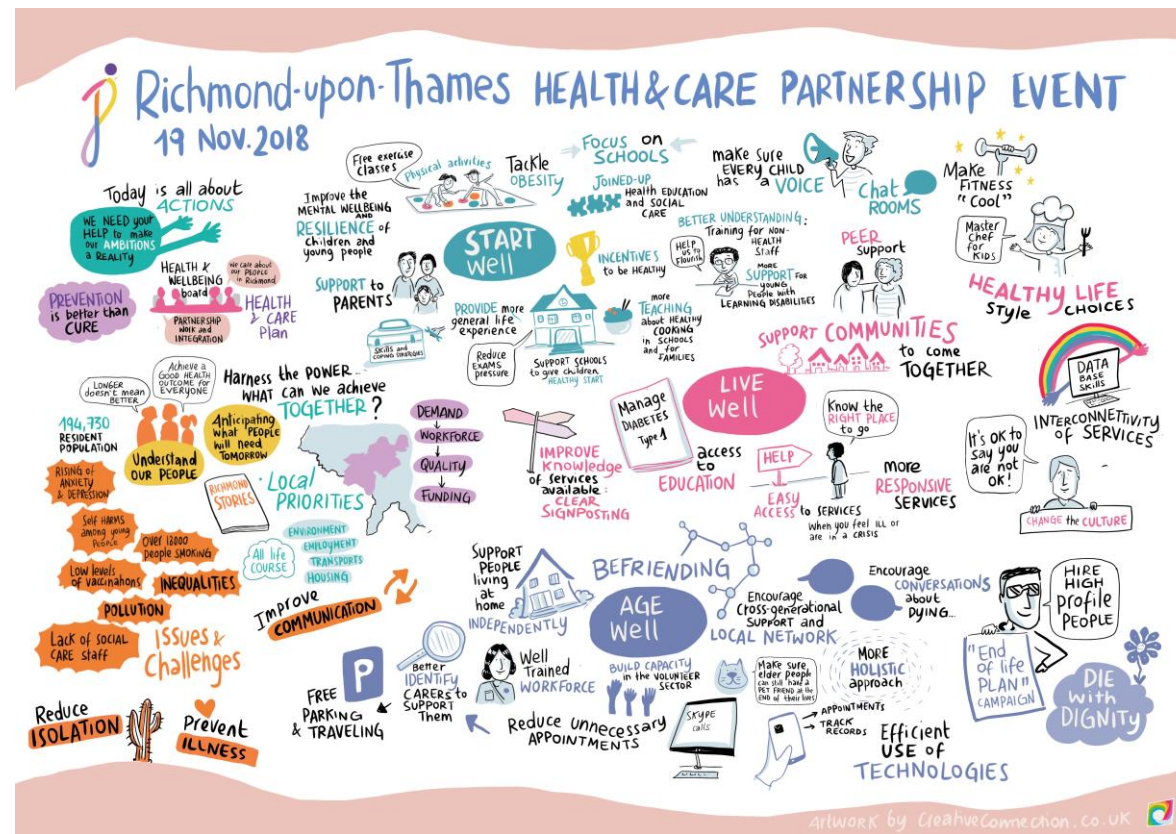 Richmond-upon-Thames HEALTH & CARE PARTNERSHIP EVENT
19 NOV. 2018
Today is all about
ACTIONS
WE NEED your
HELP to make
our AMBITIONS
a REALITY
HEALTH &
WELLBEING
board
We care about
our PEOPLE
in Richmond
PREVENTION
is better than
CURE
PARTNERSHIP
WORK and
INTEGRATION
HEALTH
& CARE
Plan
LONGER
doesn't mean
BETTER
Achieve a
GOOD HEALTH
OUTCOME for
EVERYONE
Harness the POWER...
WHAT can we achieve
TOGETHER?
194,730
RESIDENT
POPULATION
Understand
OUR PEOPLE
Anticipating
what PEOPLE
will need
TOMORROW
RICHMOND
STORIES
Local
PRIORITIES
DEMAND
WORKFORCE
QUALITY
FUNDING
All life
COURSE
ENVIRONMENT
EMPLOYMENT
TRANSPORTS
HOUSING
RISING of
ANXIETY
& DEPRESSION
Self HARMS
among young
People
Over 18000
people SMOKING
Low levels
of vaccinations
INEQUALITIES
POLLUTION
Lack of SOCIAL
CARE staff
ISSUES &
Challenges
Improve
COMMUNICATION
Reduce
ISOLATION
Prevent
ILLNESS
START
Well
Improve the
MENTAL WELLBEING
AND
RESILIENCE of
children and
young people
Free exercise
classes
Physical activities
Tackle
OBESITY
FOCUS on
SCHOOLS
JOINED-UP
Health EDUCATION
and SOCIAL
CARE
make sure
EVERY CHILD
has a VOICE
Chat
ROOMS
SUPPORT to
PARENTS
INCENTIVES
to be HEALTHY
HELP
us to
Flourish
BETTER UNDERSTANDING:
Training for NON-
HEALTH
Staff
MORE
SUPPORT FOR
YOUNG
People with
LEARNING DISABILITIES
Skills and
COPING STRATEGIES
PROVIDE more
general life
experience
Reduce
EXAMS
pressure
SUPPORT SCHOOLS
to give children
HEALTHY START
more
TEACHING
about HEALTHY
COOKING
in SCHOOLS
and for
FAMILIES
LIVE
Well
PEER
Support
Make
FITNESS
"COOL"
Master
chef
for
KIDS
HEALTHY LIFE
STYLE CHOICES
SUPPORT COMMUNITIES
to come
TOGETHER
DATA
BASE
Skills
INTERCONNECTIVITY
of SERVICES
IMPROVE
Knowledge
of services
available:
CLEAR
SIGNPOSTING
Manage
DIABETES
Type 1
access
to
EDUCATION
Know the
RIGHT PLACE
to go
HELP
EASY
ACCESS
to SERVICES
When you feel ILL or
are in a CRISIS
more
RESPONSIVE
SERVICES
It's OK to
say you
are not
OK!
CHANGE the CULTURE
AGE
Well
SUPPORT
PEOPLE
living
at
home
INDEPENDENTLY
BEFRIENDING
Encourage
Cross-generational
SUPPORT and
LOCAL NETWORK
Encourage
CONVERSATIONS
about
DYING...
HIRE
HIGH
profile
PEOPLE
"End
of life
PLAN"
CAMPAIGN
DIE
with
DIGNITY
P
FREE
PARKING
& TRAVELING
Better
IDENTIFY
CARERS to
SUPPORT
Them
Well
Trained
WORKFORCE
BUILD CAPACITY
in the VOLUNTEER
SECTOR
Make sure
elder people
can still have a
PET FRIEND at the
END of their lives
MORE
HOLISTIC
approach
Reduce unnecessary
APPOINTMENTS
SKYPE
calls
APPOINTMENTS
TRACK
RECORDS
Efficient
USE of
TECHNOLOGIES
ARTWORK by CreativeConnection.co.uk